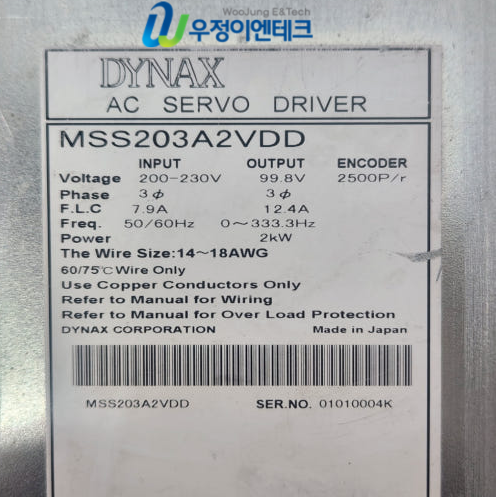 WooJung E&Tech
우정이엔테크
DYNAX
AC SERVO DRIVER
MSS203A2VDD
INPUT OUTPUT ENCODER
Voltage 200-230V 99.8V 2500P/r
Phase 3ϕ 3ϕ
F.L.C 7.9A 12.4A
Freq. 50/60Hz 0~333.3Hz
Power 2kW
The Wire Size:14~18AWG
60/75℃ Wire Only
Use Copper Conductors Only
Refer to Manual for Wiring
Refer to Manual for Over Load Protection
DYNAX CORPORATION Made in Japan
MSS203A2VDD SER.NO. 01010004K